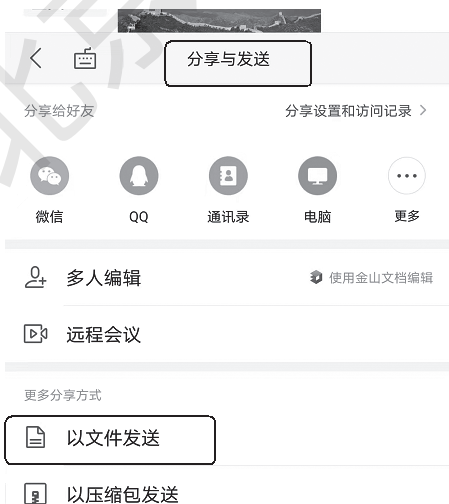 北京
分享与发送
分享给好友
分享设置和访问记录
微信
QQ
通讯录
电脑
更多
多人编辑
使用金山文档编辑
远程会议
更多分享方式
以文件发送
以压缩包发送